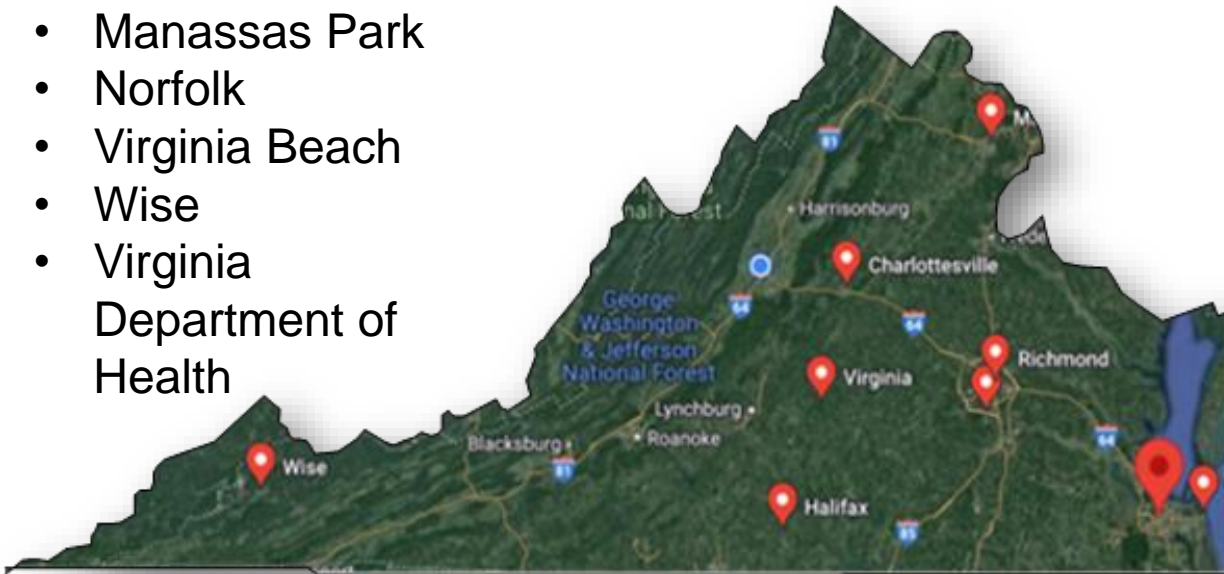 • Manassas Park
• Norfolk
• Virginia Beach
• Wise
• Virginia
Department of
Health
81
Harrisonburg
Charlottesville
64
George
Washington
& Jefferson
National Forest
64
Richmond
Virginia
Lynchburg
Roanoke
Blacksburg
81
64
Wise
Halifax
85